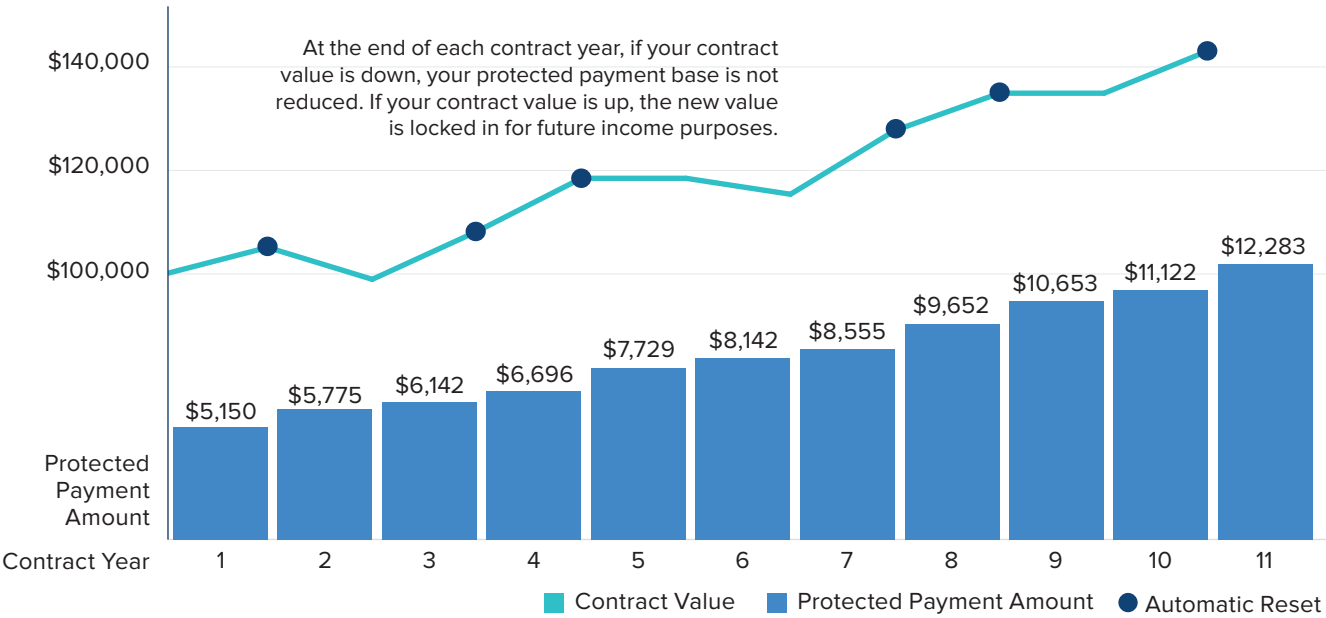 $140,000
At the end of each contract year, if your contract
value is down, your protected payment base is not
reduced. If your contract value is up, the new value
is locked in for future income purposes.
$120,000
$100,000
$5,150
$5,775
$6,142
$6,696
$7,729
$8,142
$8,555
$9,652
$10,653
$11,122
$12,283
Protected
Payment
Amount
Contract Year 1 2 3 4 5 6 7 8 9 10 11
Contract Value Protected Payment Amount Automatic Reset